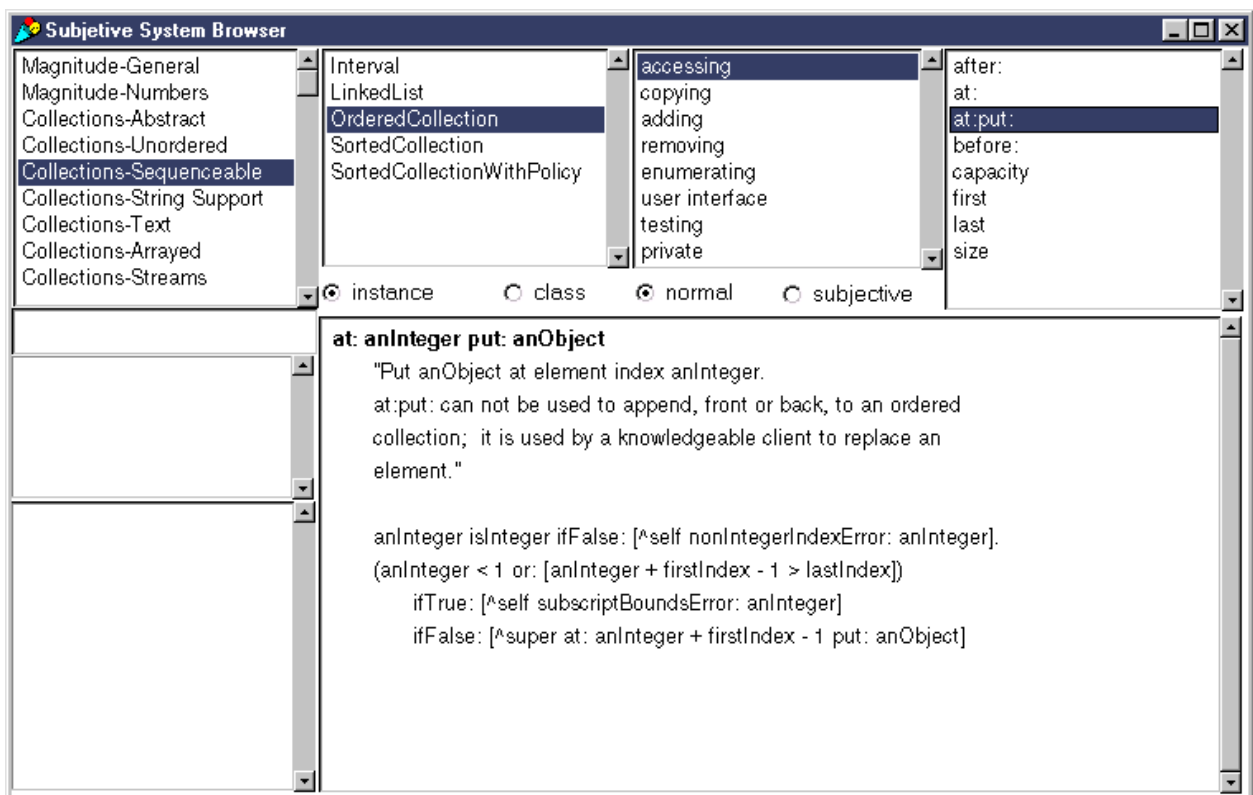 Subjetive System Browser
Magnitude-General
Magnitude-Numbers
Collections-Abstract
Collections-Unordered
Collections-Sequenceable
Collections-String Support
Collections-Text
Collections-Arrayed
Collections-Streams
Interval
LinkedList
OrderedCollection
SortedCollection
SortedCollectionWithPolicy
accessing
copying
adding
removing
enumerating
user interface
testing
private
after:
at:
at:put:
before:
capacity
first
last
size
instance class normal subjective
at: anInteger put: anObject
"Put anObject at element index anInteger.
at:put: can not be used to append, front or back, to an ordered
collection; it is used by a knowledgeable client to replace an
element."
anInteger isInteger ifFalse: [^self nonIntegerIndexError: anInteger].
(anInteger < 1 or: [anInteger + firstIndex - 1 > lastIndex])
ifTrue: [^self subscriptBoundsError: anInteger]
ifFalse: [^super at: anInteger + firstIndex - 1 put: anObject]